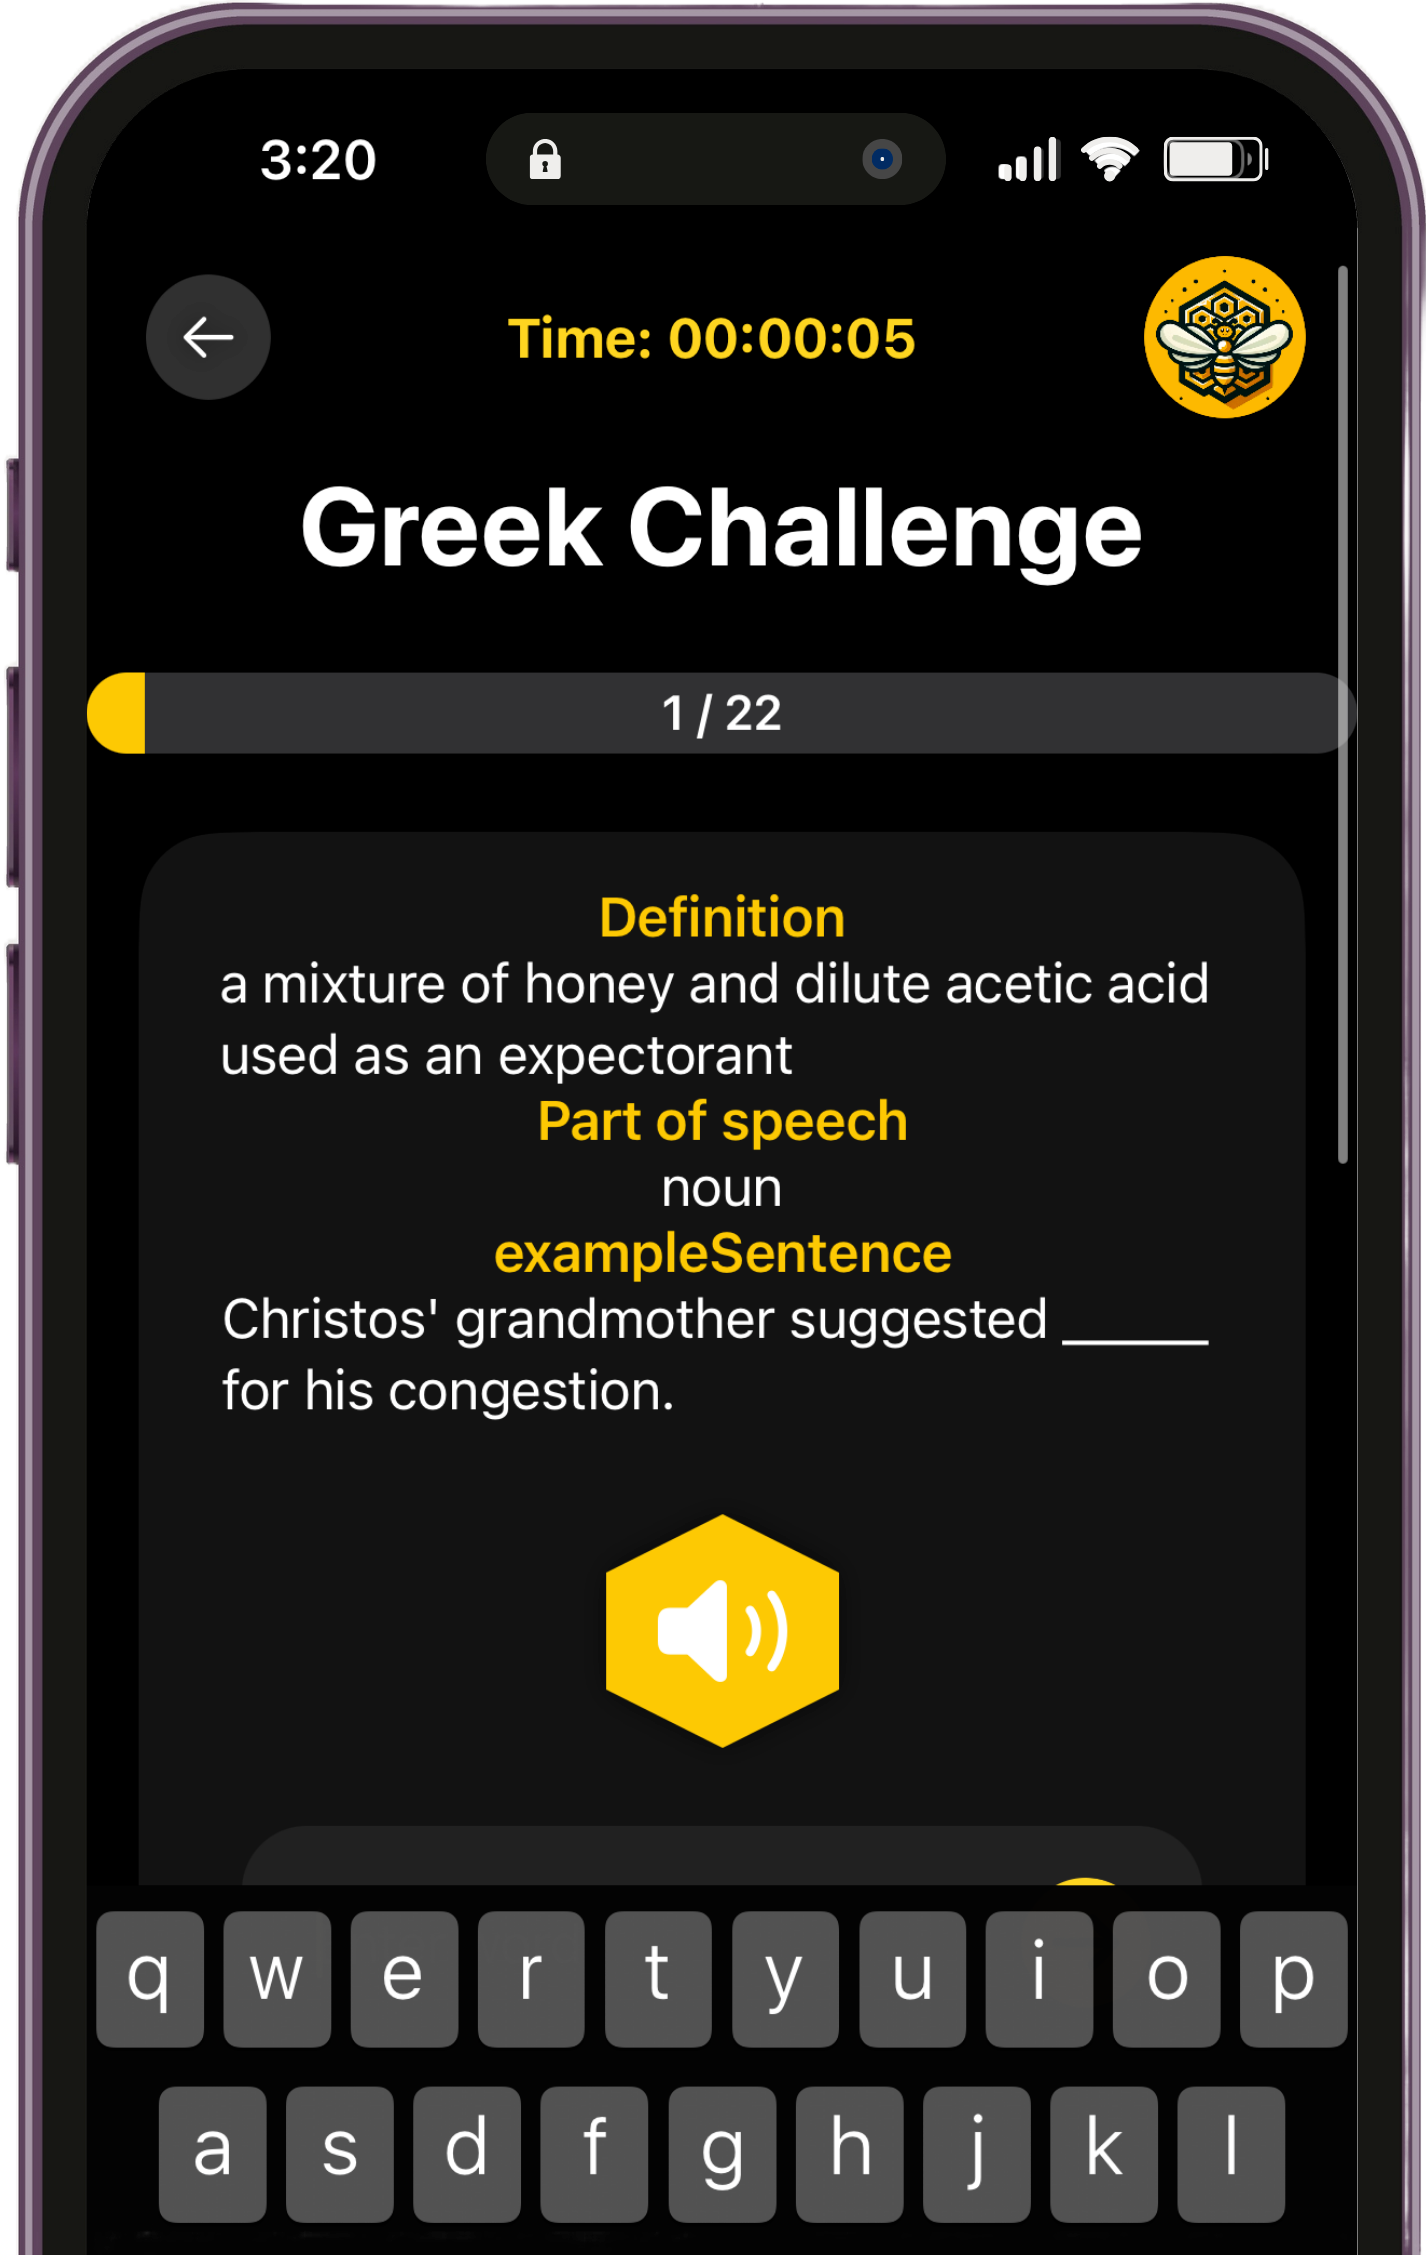 3:20
Time: 00:00:05
Greek Challenge
1 / 22
Definition
a mixture of honey and dilute acetic acid
used as an expectorant
Part of speech
noun
exampleSentence
Christos' grandmother suggested ______
for his congestion.
q w e r t y u i o p
a s d f g h j k l